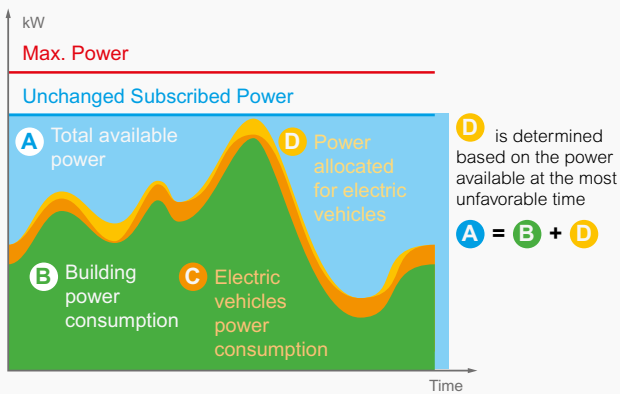 kW
Max. Power
Unchanged Subscribed Power
A Total available
power
D Power
allocated
for electric
vehicles
B Building
power
consumption
C Electric
vehicles
power
consumption
Time
D is determined
based on the power
available at the most
unfavorable time
A = B + D